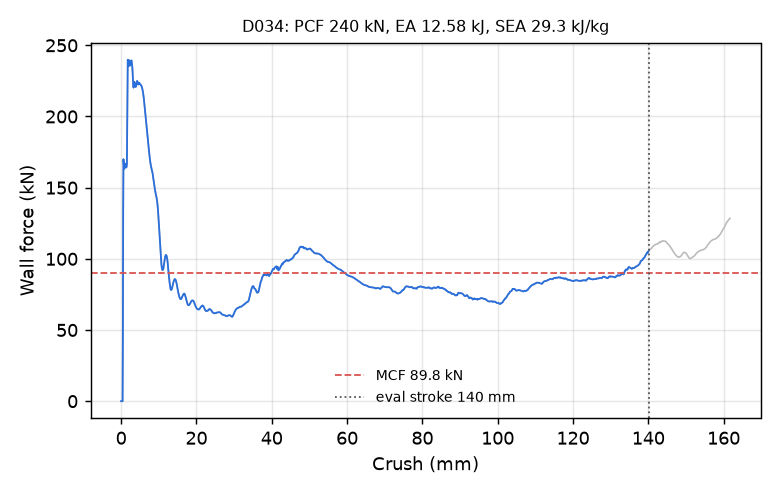 D034: PCF 240 kN, EA 12.58 kJ, SEA 29.3 kJ/kg
Wall force (kN)
250
200
150
100
50
0
MCF 89.8 kN
eval stroke 140 mm
0 20 40 60 80 100 120 140 160
Crush (mm)